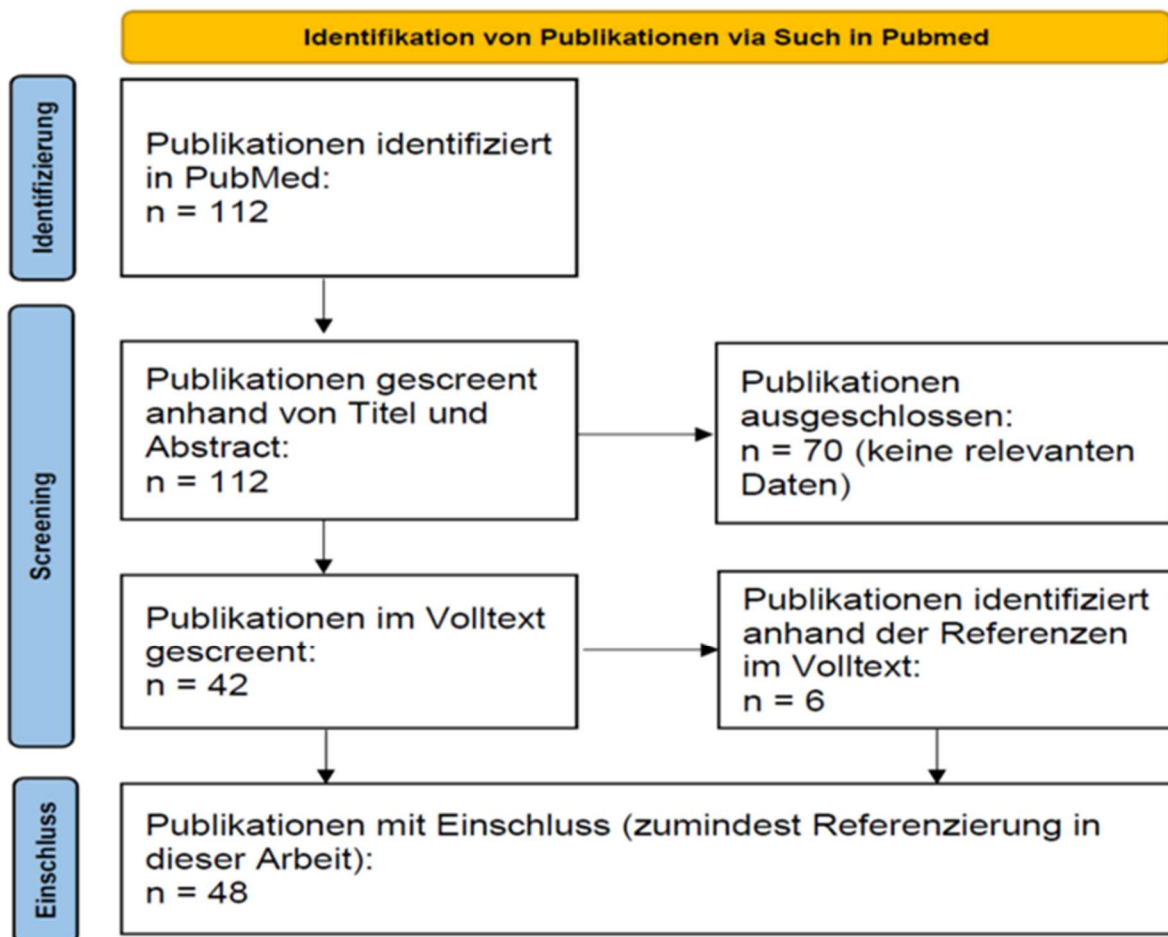 Identifikation von Publikationen via Such in Pubmed
Identifizierung
Publikationen identifiziert
in PubMed:
n = 112
Screening
Publikationen gescreent
anhand von Titel und
Abstract:
n = 112
Publikationen
ausgeschlossen:
n = 70 (keine relevanten
Daten)
Publikationen im Volltext
gescreent:
n = 42
Publikationen identifiziert
anhand der Referenzen
im Volltext:
n = 6
Einschluss
Publikationen mit Einschluss (zumindest Referenzierung in
dieser Arbeit):
n = 48